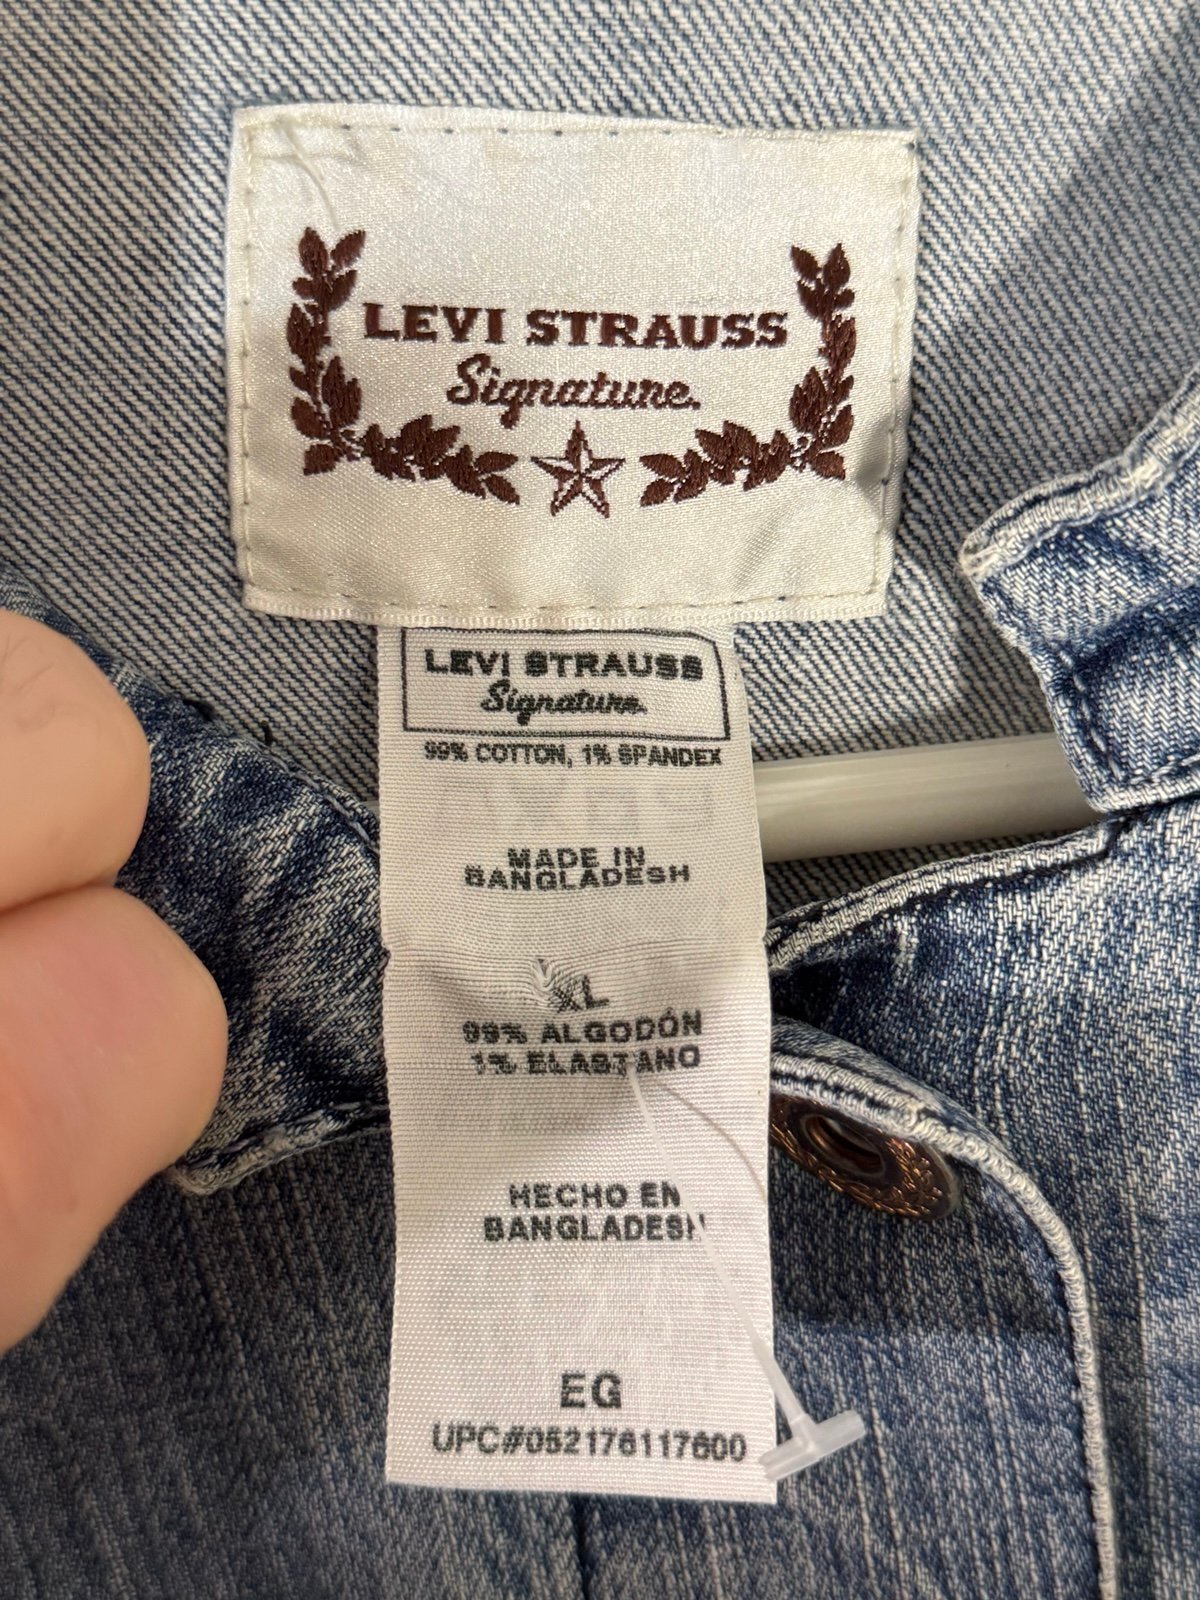 LEVI STRAUSS
Signature.
LEVI STRAUSS
Signature.
99% COTTON, 1% SPANDEX
MADE IN
BANGLADESH
XL
99% ALGODÓN
1% ELASTANO
HECHO EN
BANGLADESH
EG
UPC#052176117600